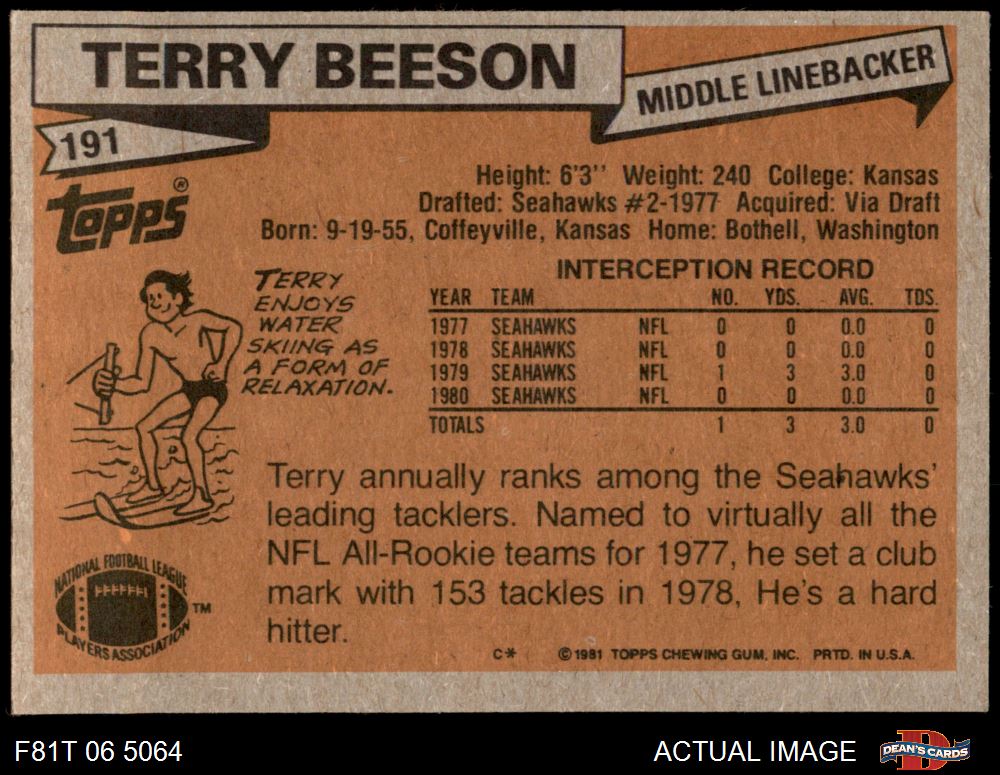 TERRY BEESON
MIDDLE LINEBACKER
191
Topps®
Height: 6'3'' Weight: 240 College: Kansas
Drafted: Seahawks #2-1977 Acquired: Via Draft
Born: 9-19-55, Coffeyville, Kansas Home: Bothell, Washington
TERRY
ENJOYS
WATER
SKIING AS
A FORM OF
RELAXATION.
INTERCEPTION RECORD
YEAR TEAM NO. YDS. AVG. TDS.
1977 SEAHAWKS NFL 0 0 0.0 0
1978 SEAHAWKS NFL 0 0 0.0 0
1979 SEAHAWKS NFL 1 3 3.0 0
1980 SEAHAWKS NFL 0 0 0.0 0
TOTALS 1 3 3.0 0
Terry annually ranks among the Seahawks'
leading tacklers. Named to virtually all the
NFL All-Rookie teams for 1977, he set a club
mark with 153 tackles in 1978, He's a hard
hitter.
NATIONAL FOOTBALL LEAGUE
PLAYERS ASSOCIATION
TM
C* ©1981 TOPPS CHEWING GUM, INC. PRTD. IN U.S.A.
F81T 06 5064
ACTUAL IMAGE
DEAN'S CARDS